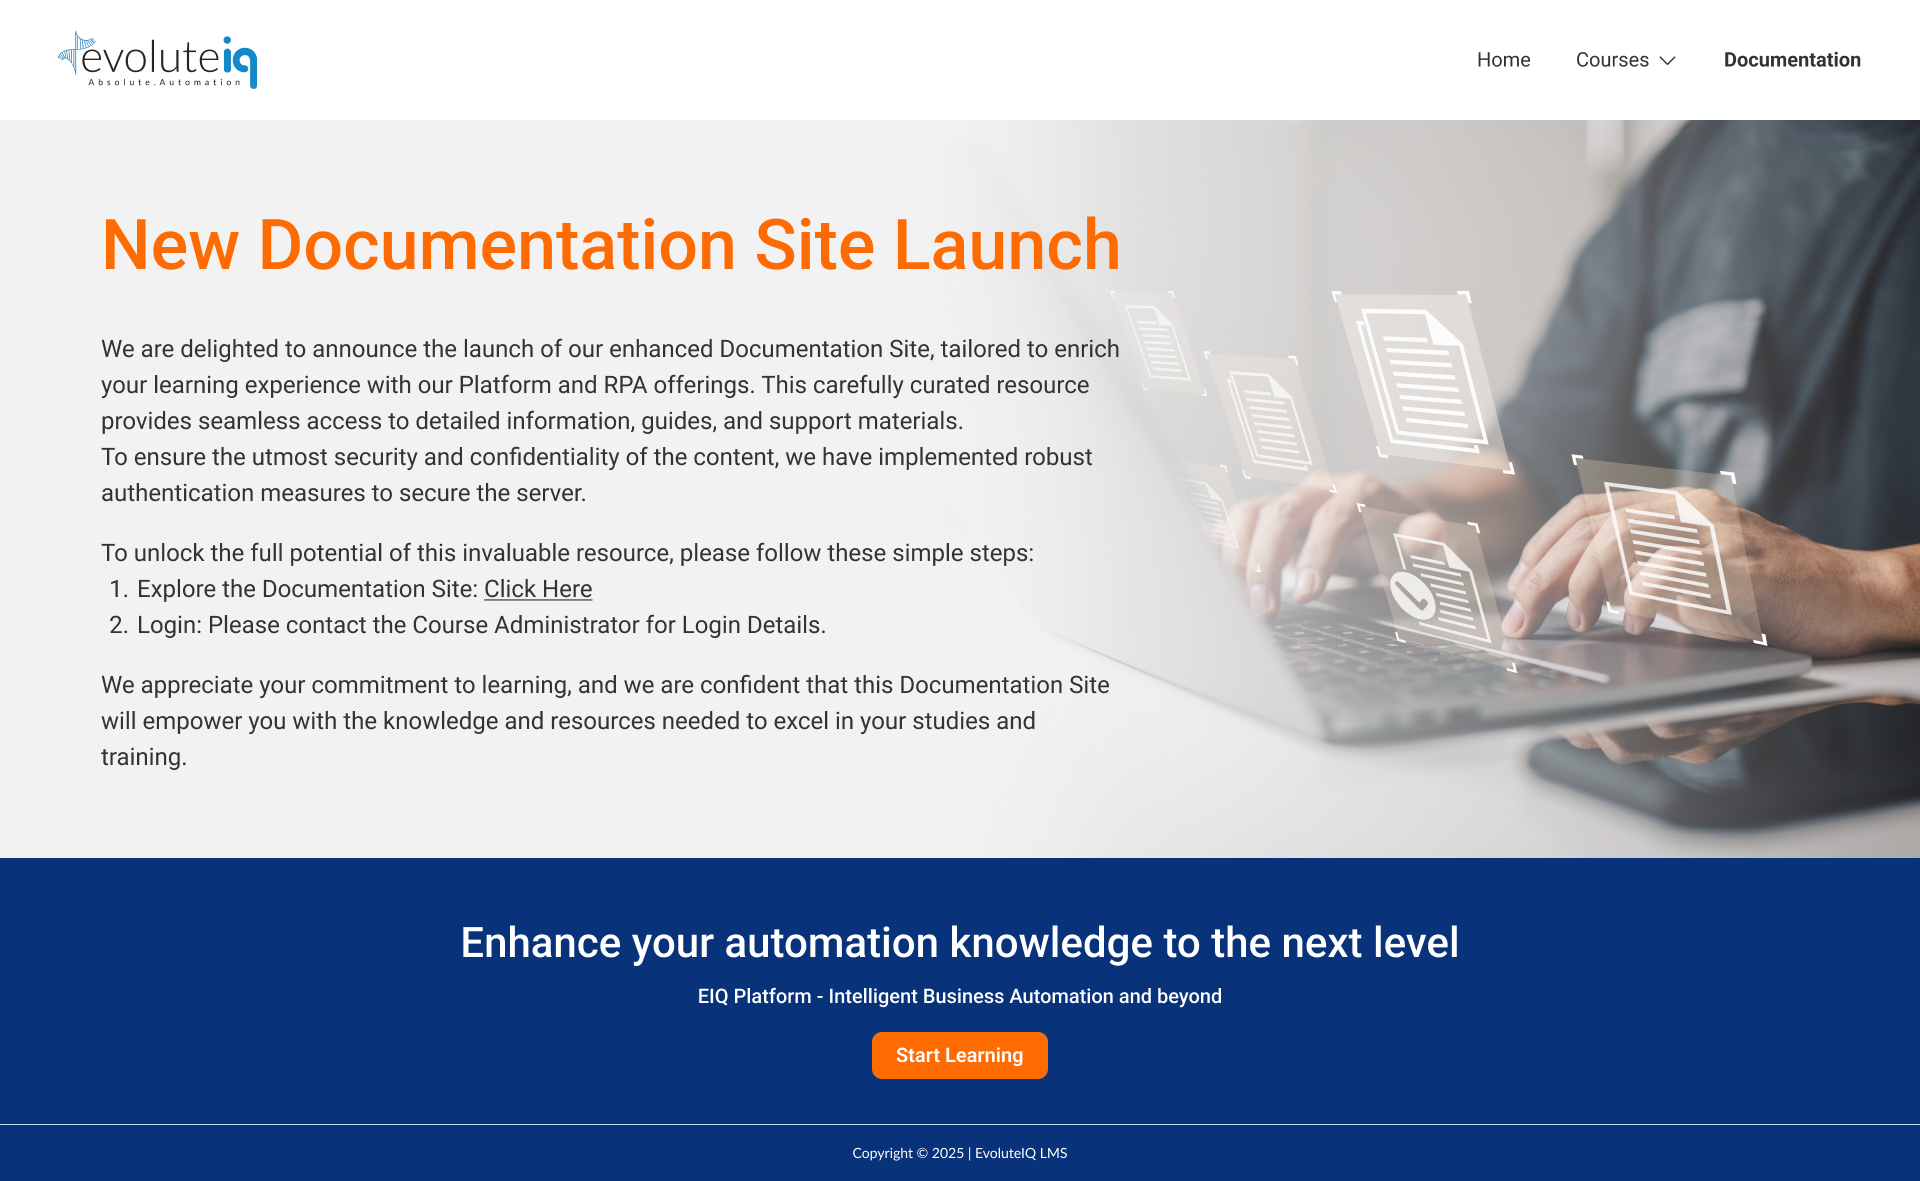 evoluteiq
Absolute.Automation
Home
Courses
Documentation
New Documentation Site Launch
We are delighted to announce the launch of our enhanced Documentation Site, tailored to enrich
your learning experience with our Platform and RPA offerings. This carefully curated resource
provides seamless access to detailed information, guides, and support materials.
To ensure the utmost security and confidentiality of the content, we have implemented robust
authentication measures to secure the server.
To unlock the full potential of this invaluable resource, please follow these simple steps:
1. Explore the Documentation Site: Click Here
2. Login: Please contact the Course Administrator for Login Details.
We appreciate your commitment to learning, and we are confident that this Documentation Site
will empower you with the knowledge and resources needed to excel in your studies and
training.
Enhance your automation knowledge to the next level
EIQ Platform - Intelligent Business Automation and beyond
Start Learning
Copyright © 2025 | EvoluteIQ LMS